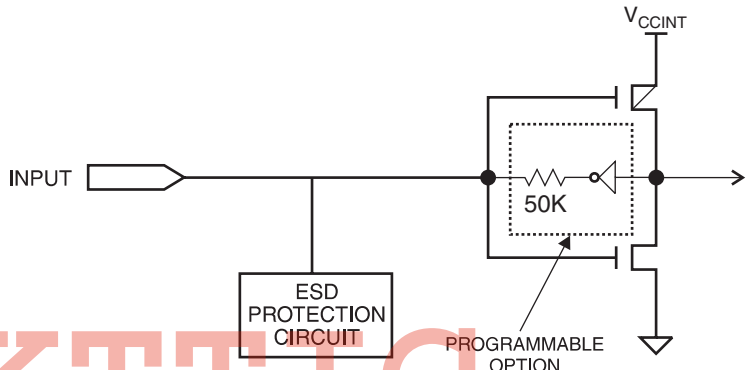 VCCINT
INPUT
50K
ESD
PROTECTION
CIRCUIT
PROGRAMMABLE
OPTION